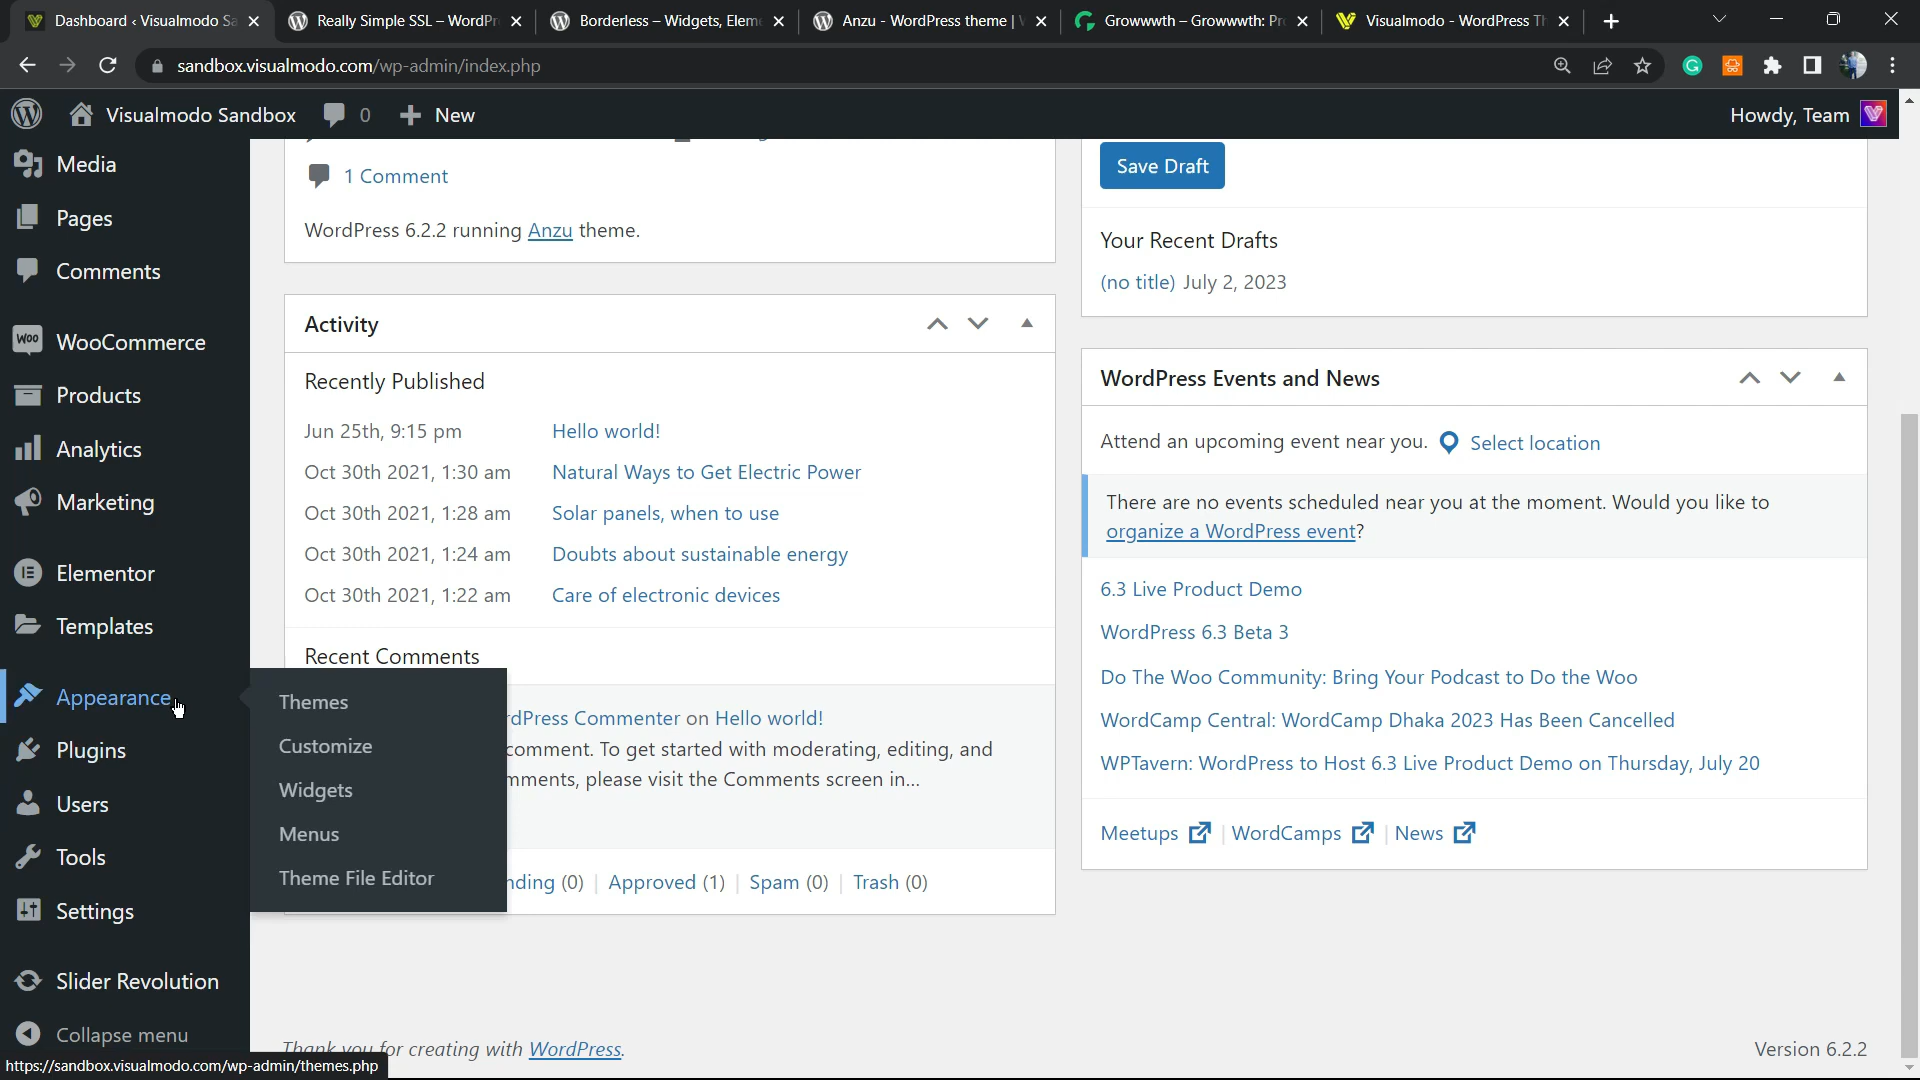 Dashboard ‹ Visualmodo Sa
Really Simple SSL – WordPr
Borderless – Widgets, Elem
Anzu - WordPress theme |
Growwwth – Growwwth: Pr
Visualmodo - WordPress Th
sandbox.visualmodo.com/wp-admin/index.php
Visualmodo Sandbox
0
New
Howdy, Team
Media
Pages
Comments
WooCommerce
Products
Analytics
Marketing
Elementor
Templates
Appearance
Plugins
Users
Tools
Settings
Slider Revolution
Collapse menu
Themes
Customize
Widgets
Menus
Theme File Editor
1 Comment
WordPress 6.2.2 running Anzu theme.
Activity
Recently Published
Jun 25th, 9:15 pm Hello world!
Oct 30th 2021, 1:30 am Natural Ways to Get Electric Power
Oct 30th 2021, 1:28 am Solar panels, when to use
Oct 30th 2021, 1:24 am Doubts about sustainable energy
Oct 30th 2021, 1:22 am Care of electronic devices
Recent Comments
rdPress Commenter on Hello world!
comment. To get started with moderating, editing, and
mments, please visit the Comments screen in...
nding (0) | Approved (1) | Spam (0) | Trash (0)
Save Draft
Your Recent Drafts
(no title) July 2, 2023
WordPress Events and News
Attend an upcoming event near you. Select location
There are no events scheduled near you at the moment. Would you like to
organize a WordPress event?
6.3 Live Product Demo
WordPress 6.3 Beta 3
Do The Woo Community: Bring Your Podcast to Do the Woo
WordCamp Central: WordCamp Dhaka 2023 Has Been Cancelled
WPTavern: WordPress to Host 6.3 Live Product Demo on Thursday, July 20
Meetups | WordCamps | News
Thank you for creating with WordPress.
Version 6.2.2
https://sandbox.visualmodo.com/wp-admin/themes.php